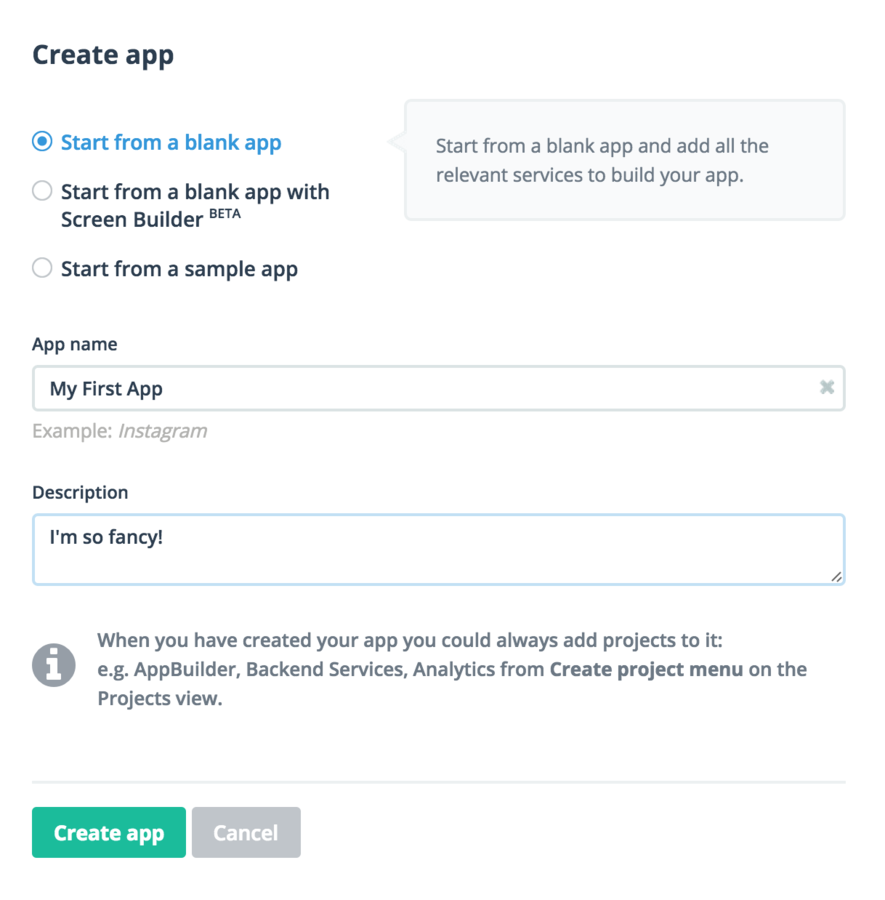 Create app
Start from a blank app
Start from a blank app and add all the
relevant services to build your app.
Start from a blank app with
Screen Builder BETA
Start from a sample app
App name
My First App
Example: Instagram
Description
I'm so fancy!
When you have created your app you could always add projects to it:
e.g. AppBuilder, Backend Services, Analytics from Create project menu on the
Projects view.
Create app
Cancel